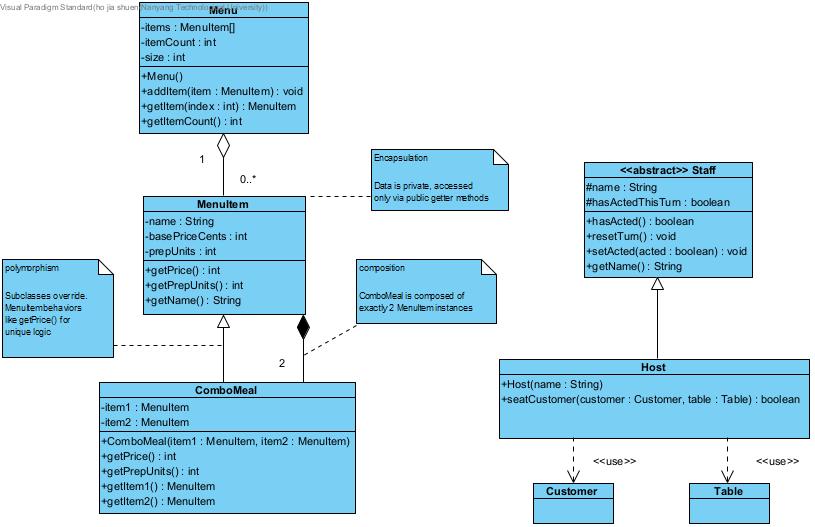 Visual Paradigm Standard(ho jia shuen(Nanyang Technological University))
Menu
-items : MenuItem[]
-itemCount : int
-size : int
+Menu()
+addItem(item : MenuItem) : void
+getItem(index : int) : MenuItem
+getItemCount() : int
1
0..*
Encapsulation
Data is private, accessed
only via public getter methods
MenuItem
-name : String
-basePriceCents : int
-prepUnits : int
+getPrice() : int
+getPrepUnits() : int
+getName() : String
polymorphism
Subclasses override.
MenuItembehaviors
like getPrice() for
unique logic
composition
ComboMeal is composed of
exactly 2 MenuItem instances
2
ComboMeal
-item1 : MenuItem
-item2 : MenuItem
+ComboMeal(item1 : MenuItem, item2 : MenuItem)
+getPrice() : int
+getPrepUnits() : int
+getItem1() : MenuItem
+getItem2() : MenuItem
<<abstract>> Staff
#name : String
#hasActedThisTurn : boolean
+hasActed() : boolean
+resetTurn() : void
+setActed(acted : boolean) : void
+getName() : String
Host
+Host(name : String)
+seatCustomer(customer : Customer, table : Table) : boolean
<<use>>
<<use>>
Customer
Table